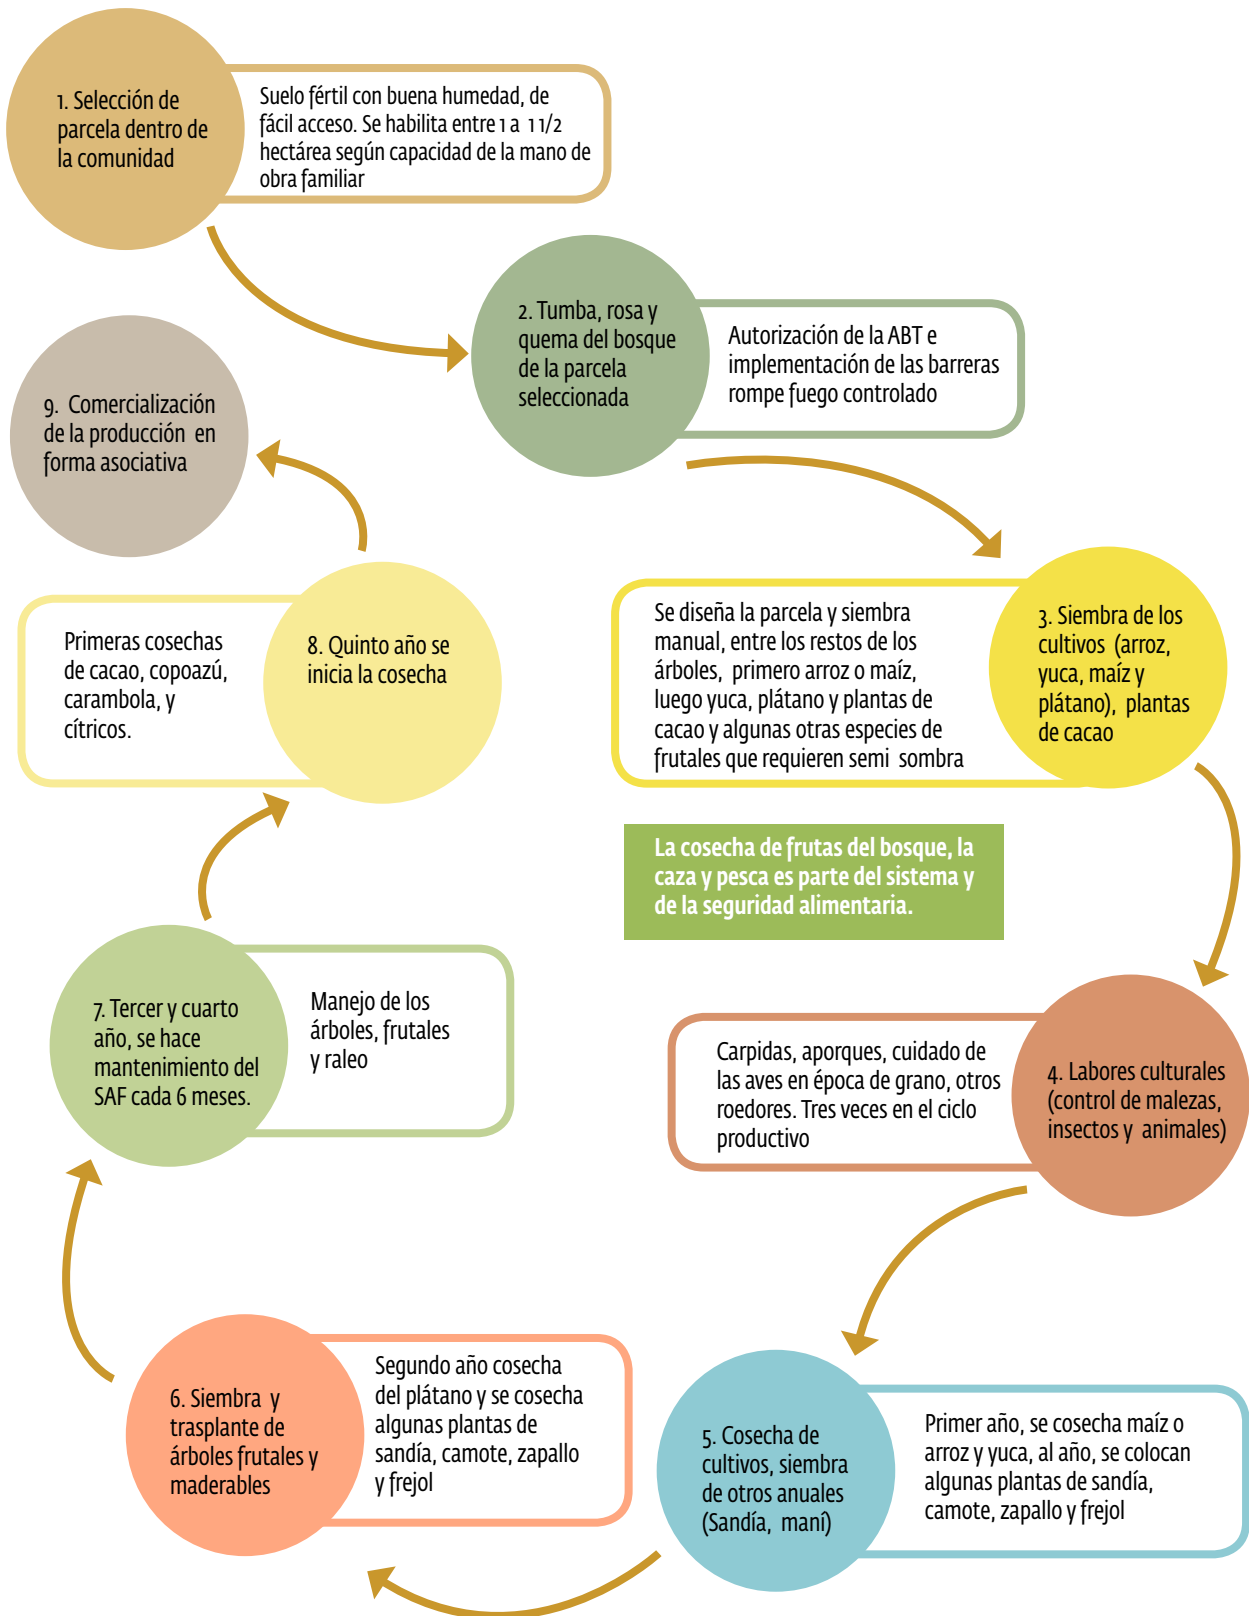 1. Selección de
parcela dentro de
la comunidad
Suelo fértil con buena humedad, de
fácil acceso. Se habilita entre 1 a  1 1/2
hectárea según capacidad de la mano de
obra familiar
2. Tumba, rosa y
quema del bosque
de la parcela
seleccionada
Autorización de la ABT e
implementación de las barreras
rompe fuego controlado
3. Siembra de los
cultivos  (arroz,
yuca, maíz y
plátano),  plantas
de cacao
Se diseña la parcela y siembra
manual, entre los restos de los
árboles,  primero arroz o maíz,
luego yuca, plátano y plantas de
cacao y algunas otras especies de
frutales que requieren semi  sombra
La cosecha de frutas del bosque, la
caza y pesca es parte del sistema y
de la seguridad alimentaria.
4. Labores culturales
(control de malezas,
insectos y  animales)
Carpidas, aporques, cuidado de
las aves en época de grano, otros
roedores. Tres veces en el ciclo
productivo
5. Cosecha de
cultivos, siembra
de otros anuales
(Sandía,  maní)
Primer año, se cosecha maíz o
arroz y yuca, al año, se colocan
algunas plantas de sandía,
camote, zapallo y frejol
6. Siembra  y
trasplante de
árboles frutales y
maderables
Segundo año cosecha
del plátano y se cosecha
algunas plantas de
sandía, camote, zapallo
y frejol
7. Tercer y cuarto
año, se hace
mantenimiento del
SAF cada 6 meses.
Manejo de los
árboles, frutales
y raleo
8. Quinto año se
inicia la cosecha
Primeras cosechas
de cacao, copoazú,
carambola, y
cítricos.
9.  Comercialización
de la producción  en
forma asociativa